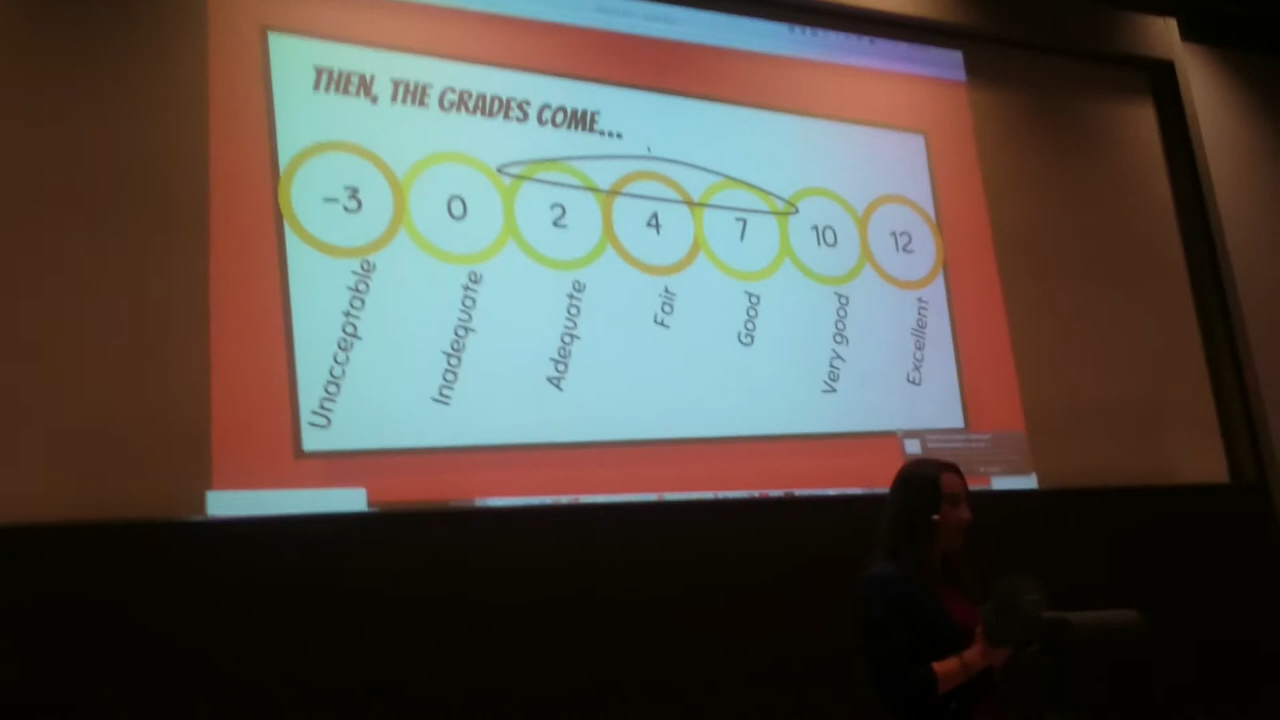 THEN, THE GRADES COME...
-3 0 2 4 7 10 12
Unacceptable
Inadequate
Adequate
Fair
Good
Very good
Excellent